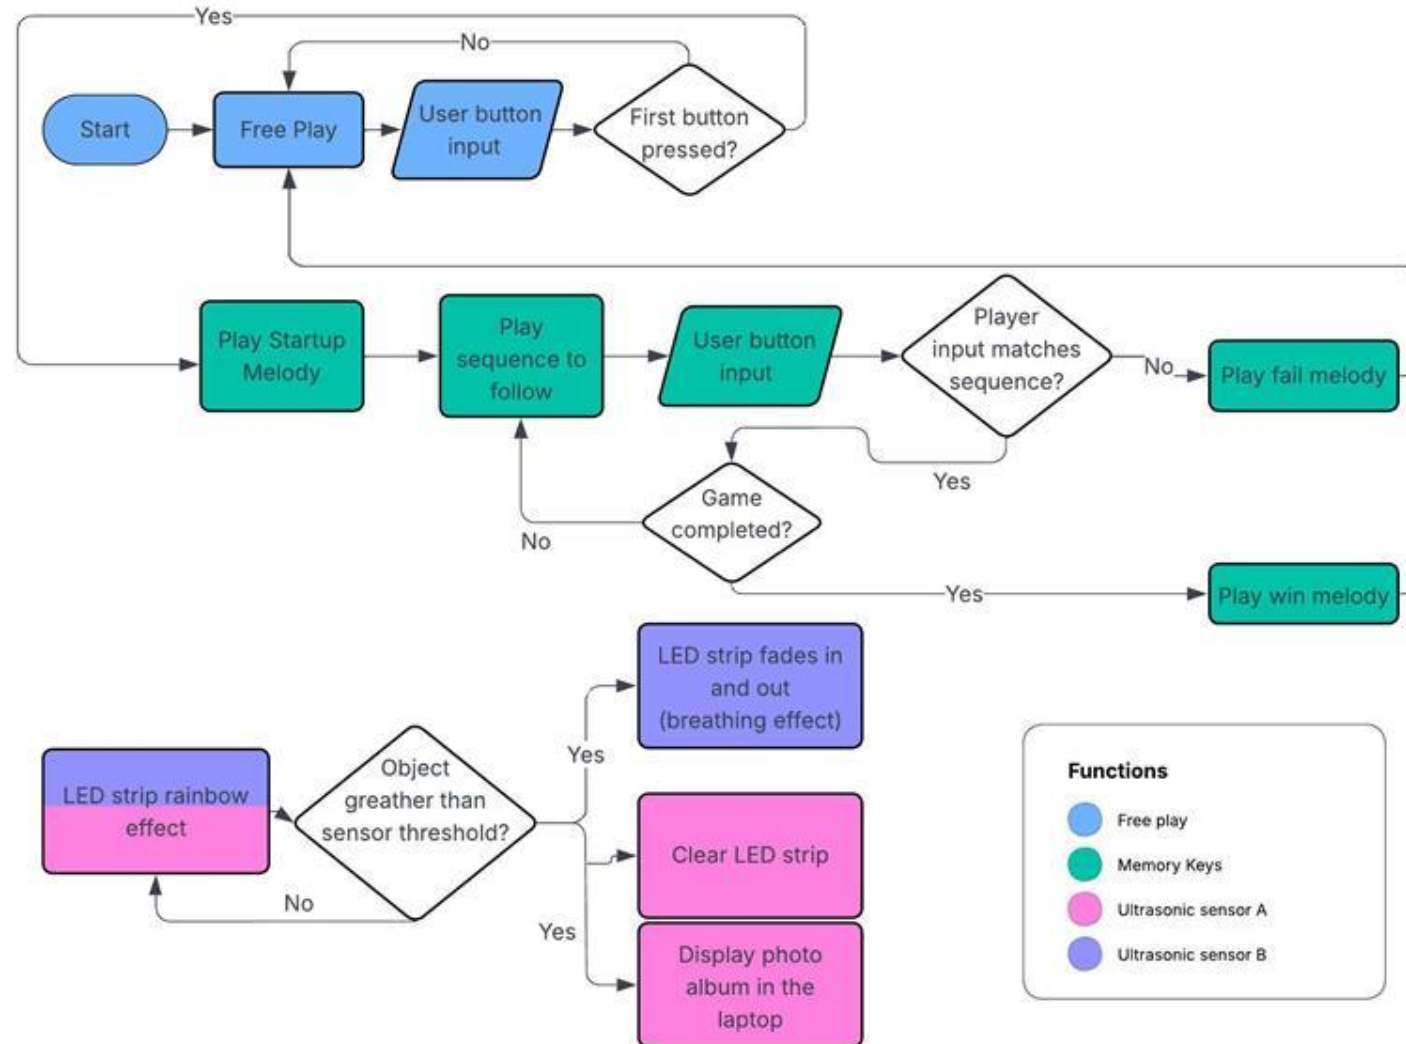 Yes
No
Start
Free Play
User button
input
First button
pressed?
Play Startup
Melody
Play
sequence to
follow
User button
input
Player
input matches
sequence?
No
Play fail melody
Yes
Game
completed?
No
Yes
Play win melody
LED strip fades in
and out
(breathing effect)
Yes
LED strip rainbow
effect
Object
greather than
sensor threshold?
Clear LED strip
No
Yes
Display photo
album in the
laptop
Functions
Free play
Memory Keys
Ultrasonic sensor A
Ultrasonic sensor B